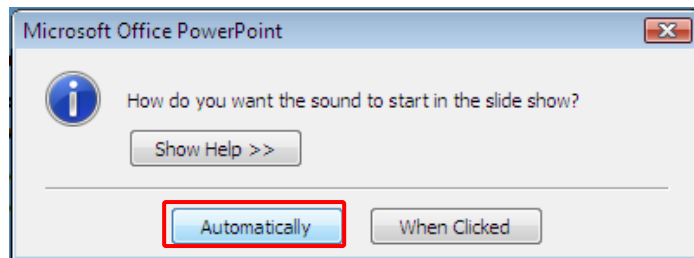 Microsoft Office PowerPoint
How do you want the sound to start in the slide show?
Show Help >>
Automatically When Clicked